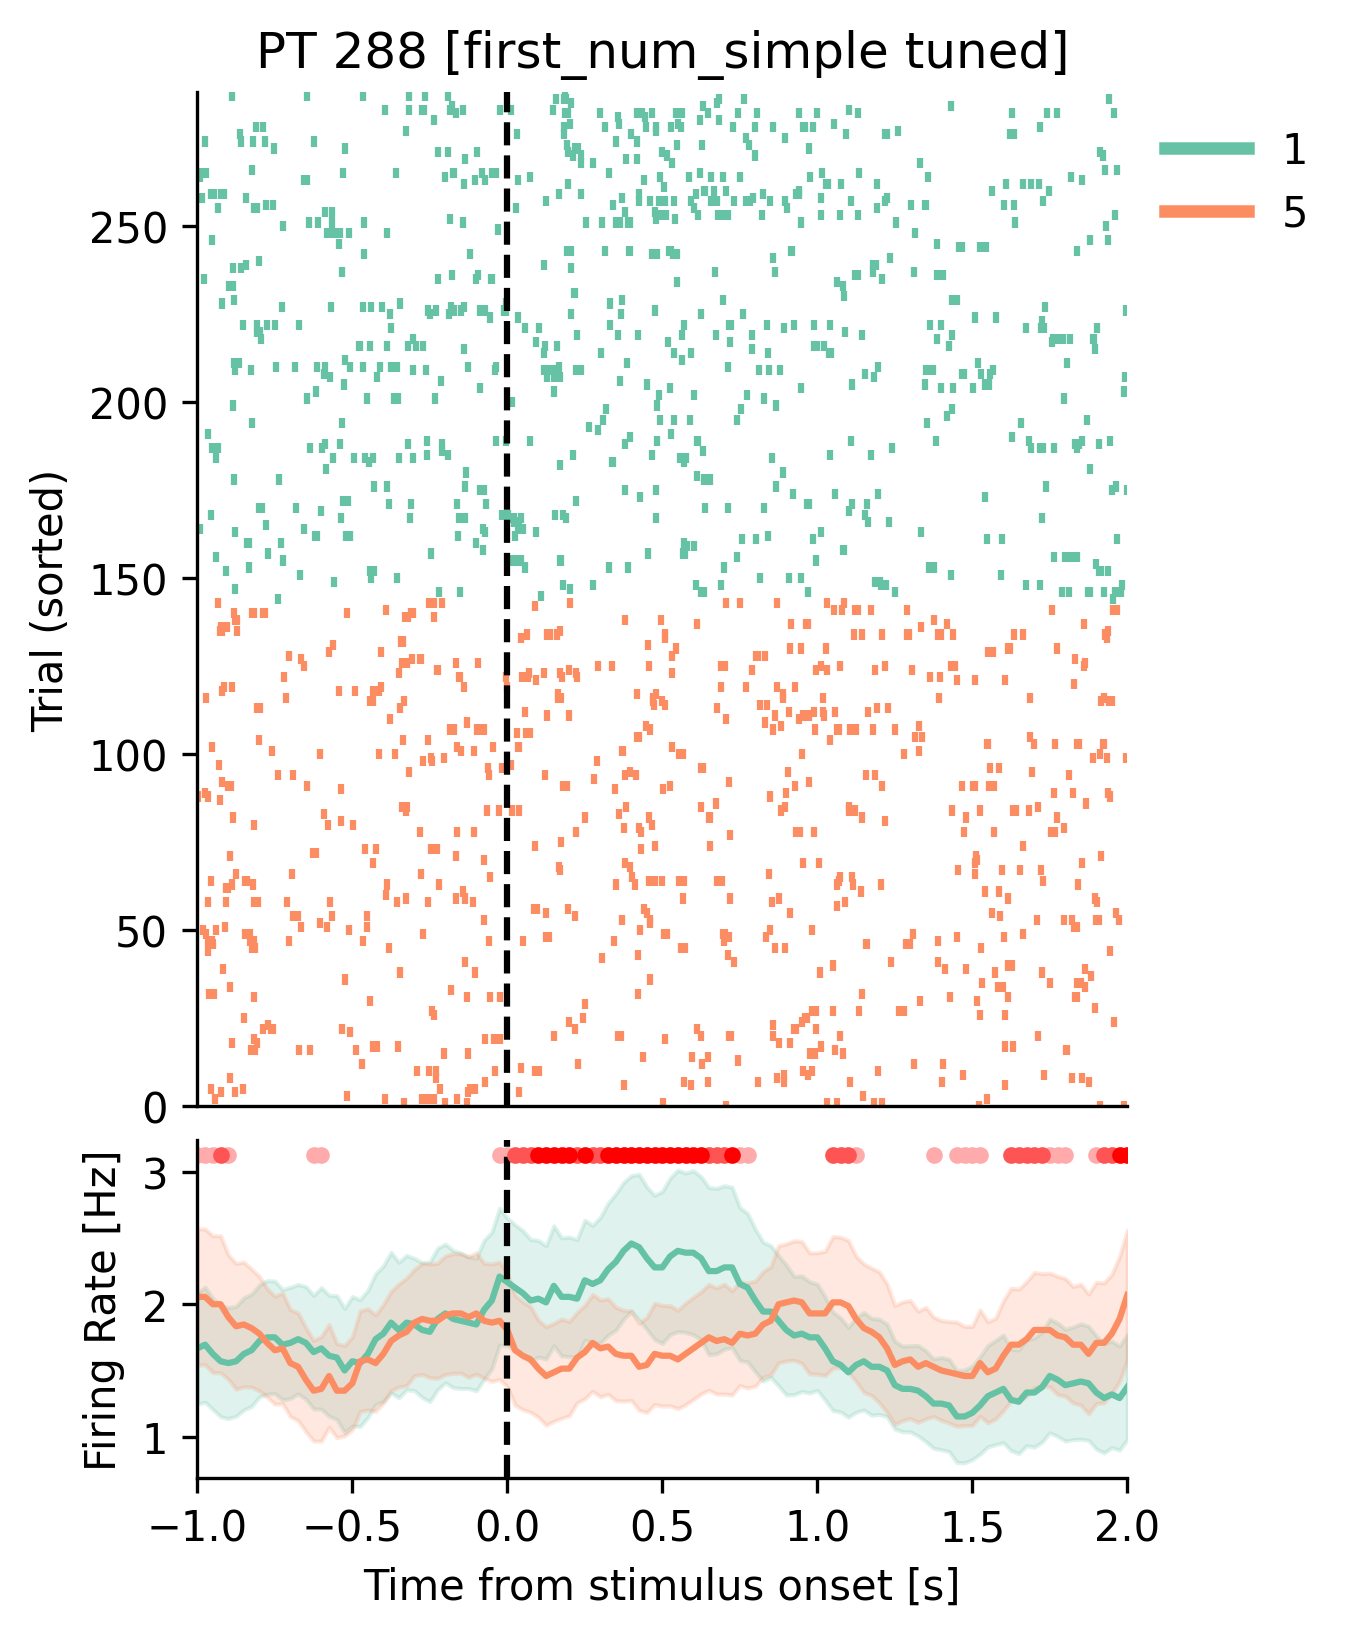 PT 288 [first_num_simple tuned]
1
5
Trial (sorted)
250
200
150
100
50
0
Firing Rate [Hz]
3
2
1
−1.0 −0.5 0.0 0.5 1.0 1.5 2.0
Time from stimulus onset [s]